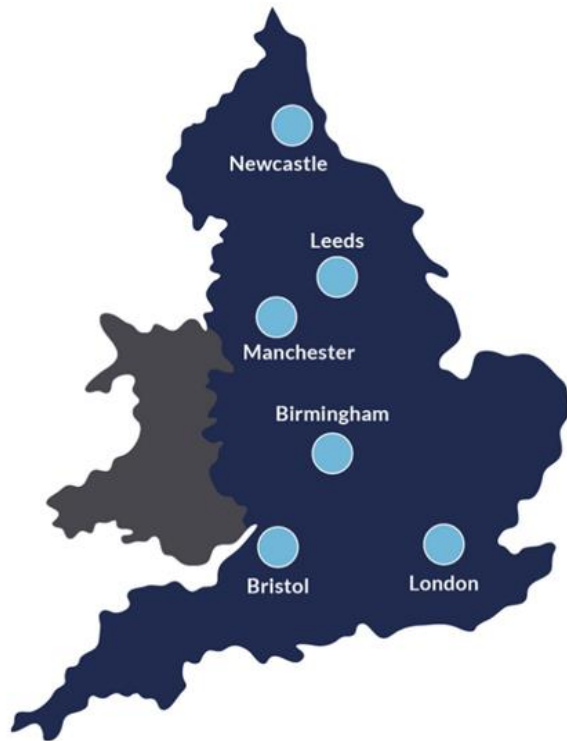 Newcastle
Leeds
Manchester
Birmingham
Bristol
London